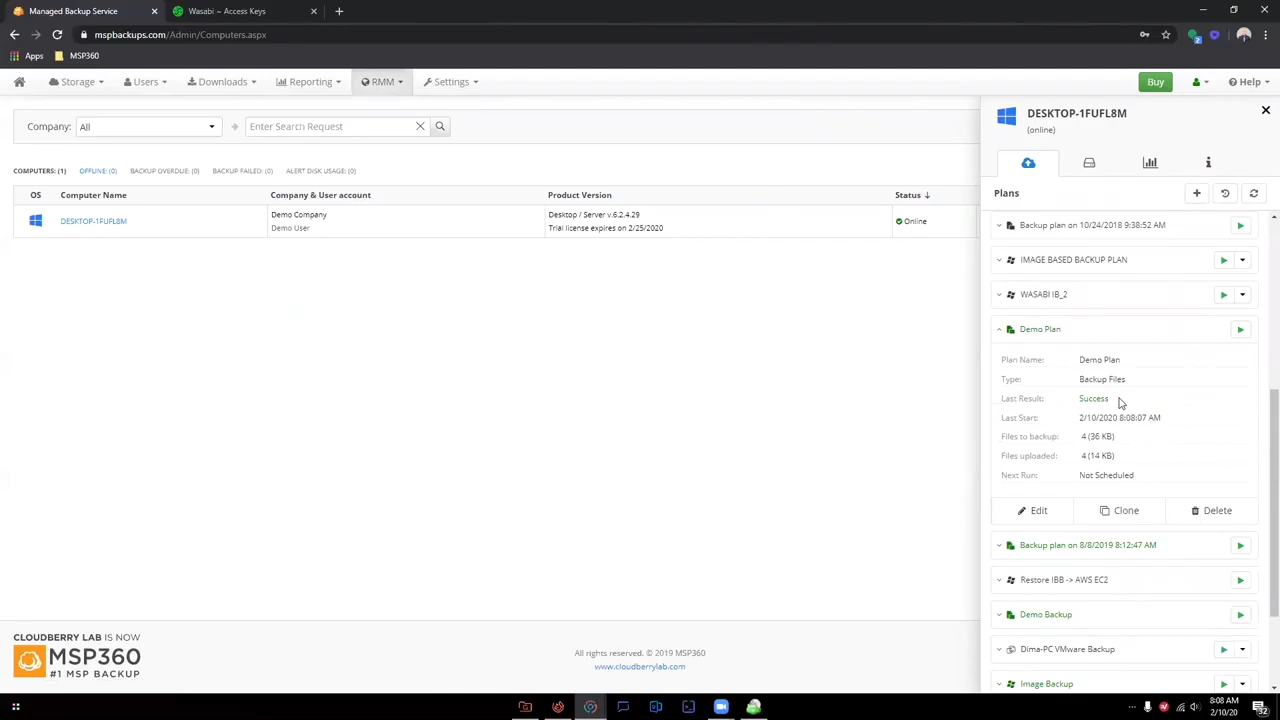 Managed Backup Service
Wasabi ~ Access Keys
mspbackups.com/Admin/Computers.aspx
Apps
MSP360
Storage
Users
Downloads
Reporting
RMM
Settings
Buy
Help
Company:
All
Enter Search Request
COMPUTERS: (1)
OFFLINE: (0)
BACKUP OVERDUE: (0)
BACKUP FAILED: (0)
ALERT DISK USAGE: (0)
OS
Computer Name
Company & User account
Product Version
Status
DESKTOP-1FUFL8M
Demo Company
Demo User
Desktop / Server v.6.2.4.29
Trial license expires on 2/25/2020
Online
DESKTOP-1FUFL8M
(online)
Plans
Backup plan on 10/24/2018 9:38:52 AM
IMAGE BASED BACKUP PLAN
WASABI IB_2
Demo Plan
Plan Name: Demo Plan
Type: Backup Files
Last Result: Success
Last Start: 2/10/2020 8:08:07 AM
Files to backup: 4 (36 KB)
Files uploaded: 4 (14 KB)
Next Run: Not Scheduled
Edit
Clone
Delete
Backup plan on 8/8/2019 8:12:47 AM
Restore IBB -> AWS EC2
Demo Backup
Dima-PC VMware Backup
Image Backup
CLOUDBERRY LAB IS NOW
MSP360
#1 MSP BACKUP
All rights reserved. © 2019 MSP360
www.cloudberrylab.com
8:08 AM
2/10/20